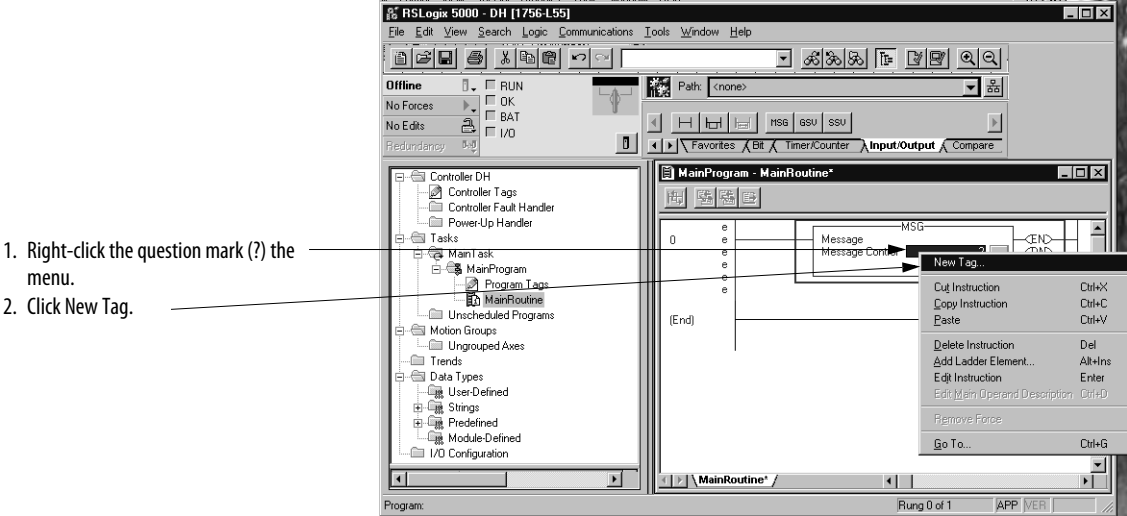 RSLogix 5000 - DH [1756-L55]
File Edit View Search Logic Communications Tools Window Help
Offline RUN
No Forces OK
No Edits BAT
I/O
Redundancy
Path: <none>
MSG GSV SSV
Favorites Bit Timer/Counter Input/Output Compare
Controller DH
Controller Tags
Controller Fault Handler
Power-Up Handler
Tasks
MainTask
MainProgram
Program Tags
MainRoutine
Unscheduled Programs
Motion Groups
Ungrouped Axes
Trends
Data Types
User-Defined
Strings
Predefined
Module-Defined
I/O Configuration
1. Right-click the question mark (?) the
menu.
2. Click New Tag.
MainProgram - MainRoutine*
0
e
e
e
e
e
e
MSG
Message
Message Control ?
EN
DN
(End)
New Tag...
Cut Instruction Ctrl+X
Copy Instruction Ctrl+C
Paste Ctrl+V
Delete Instruction Del
Add Ladder Element... Alt+Ins
Edit Instruction Enter
Edit Main Operand Description Ctrl+D
Remove Force
Go To... Ctrl+G
MainRoutine*
Program:
Rung 0 of 1 APP VER